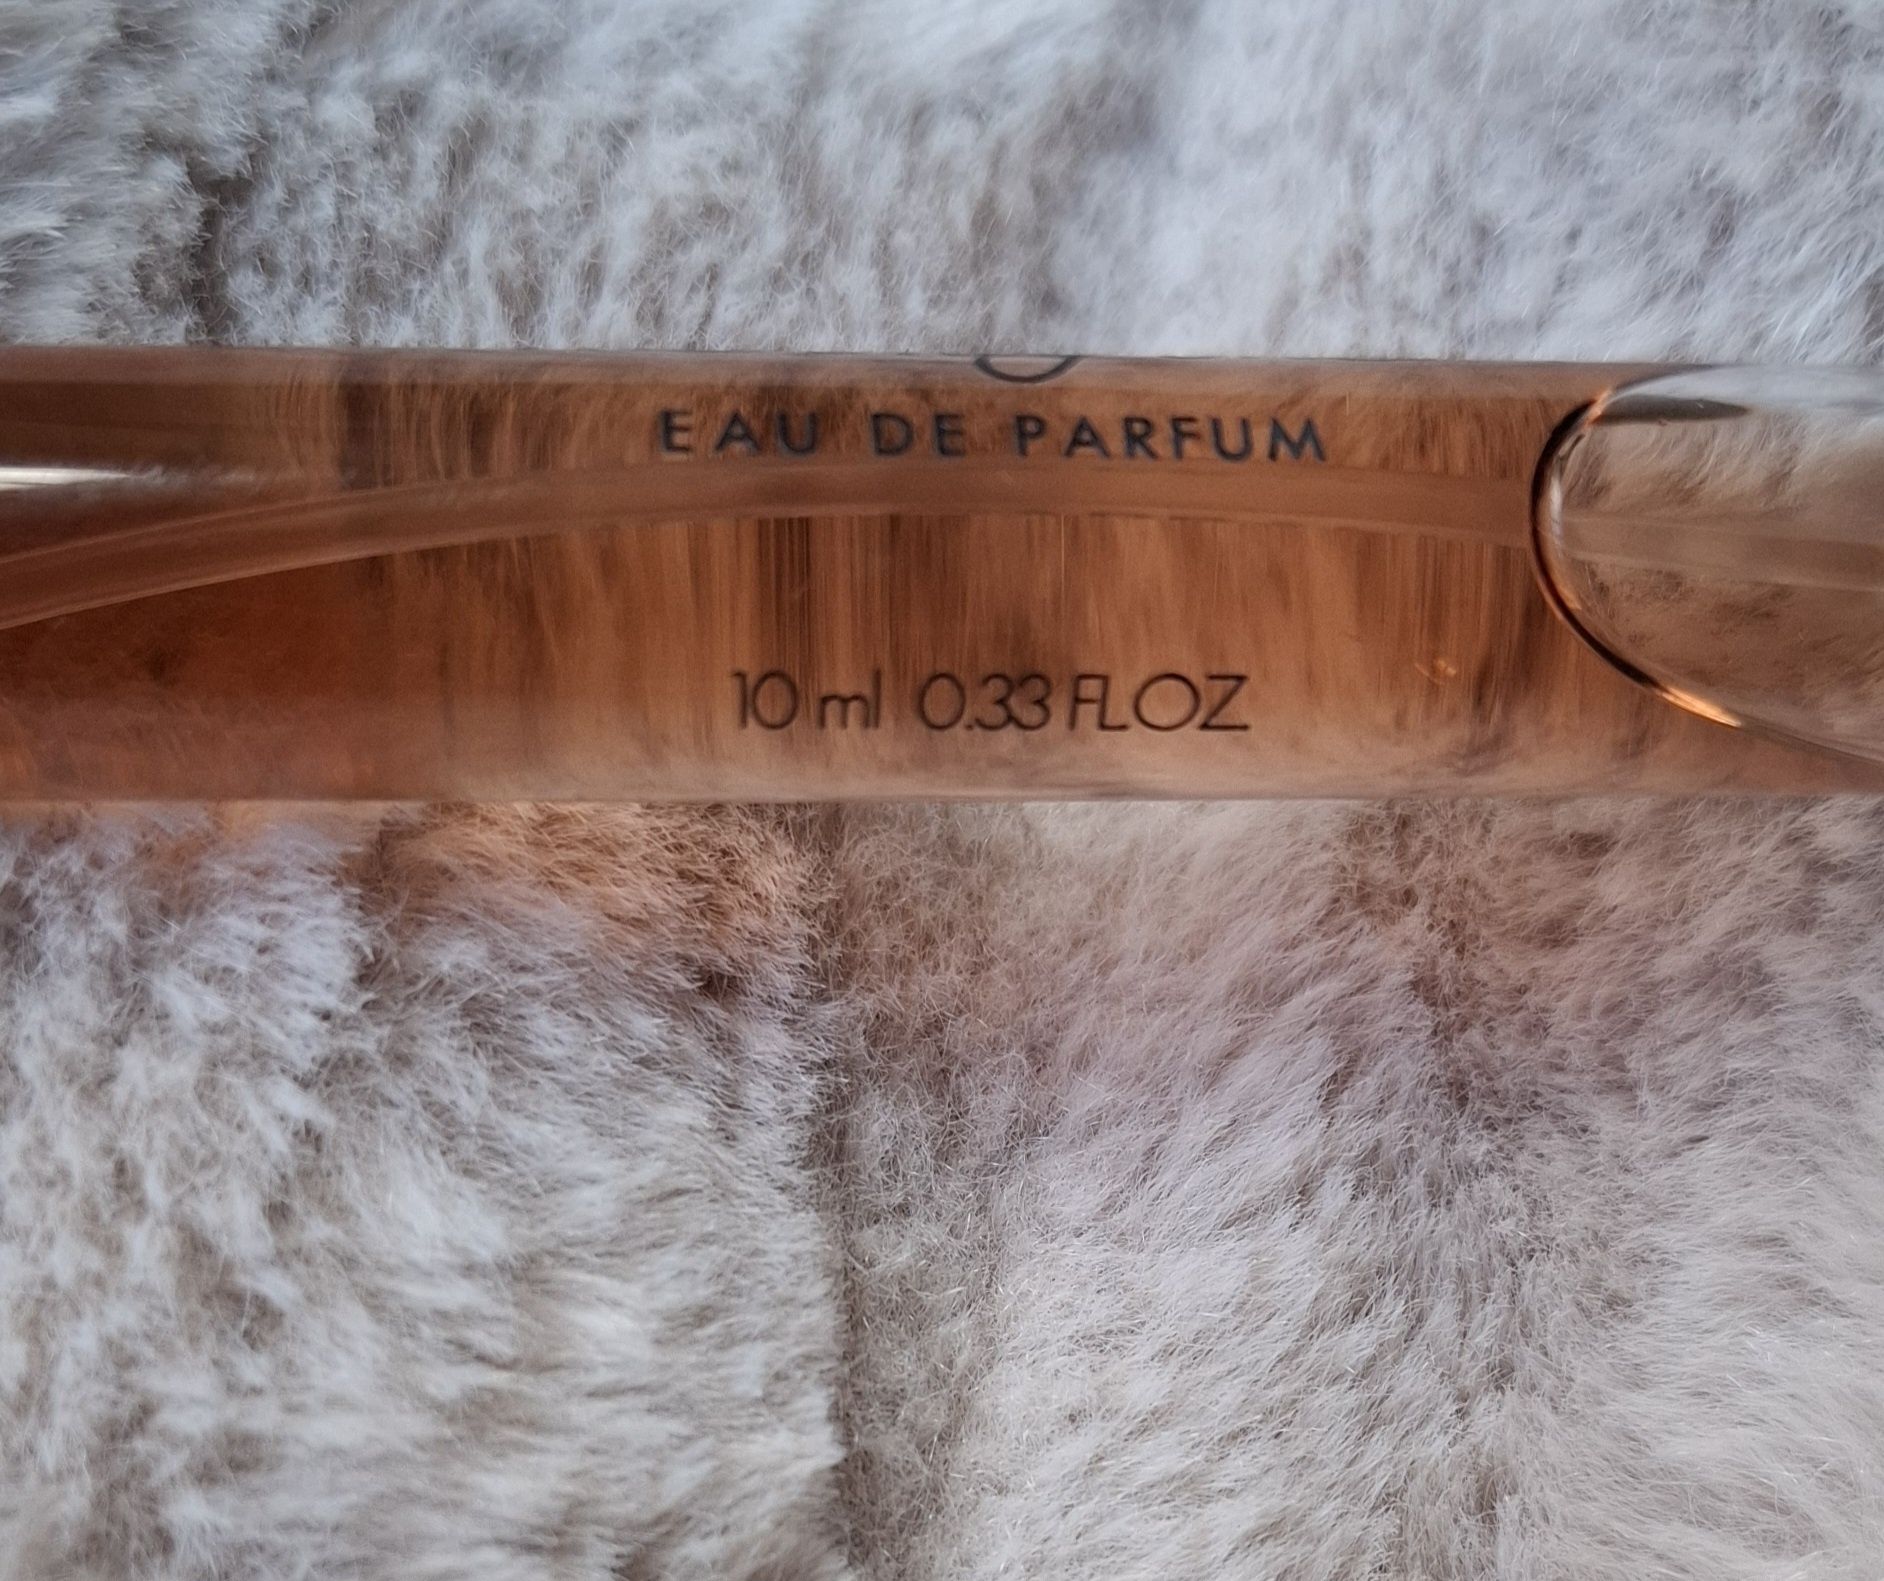 EAU DE PARFUM
10 ml 0.33 FL OZ